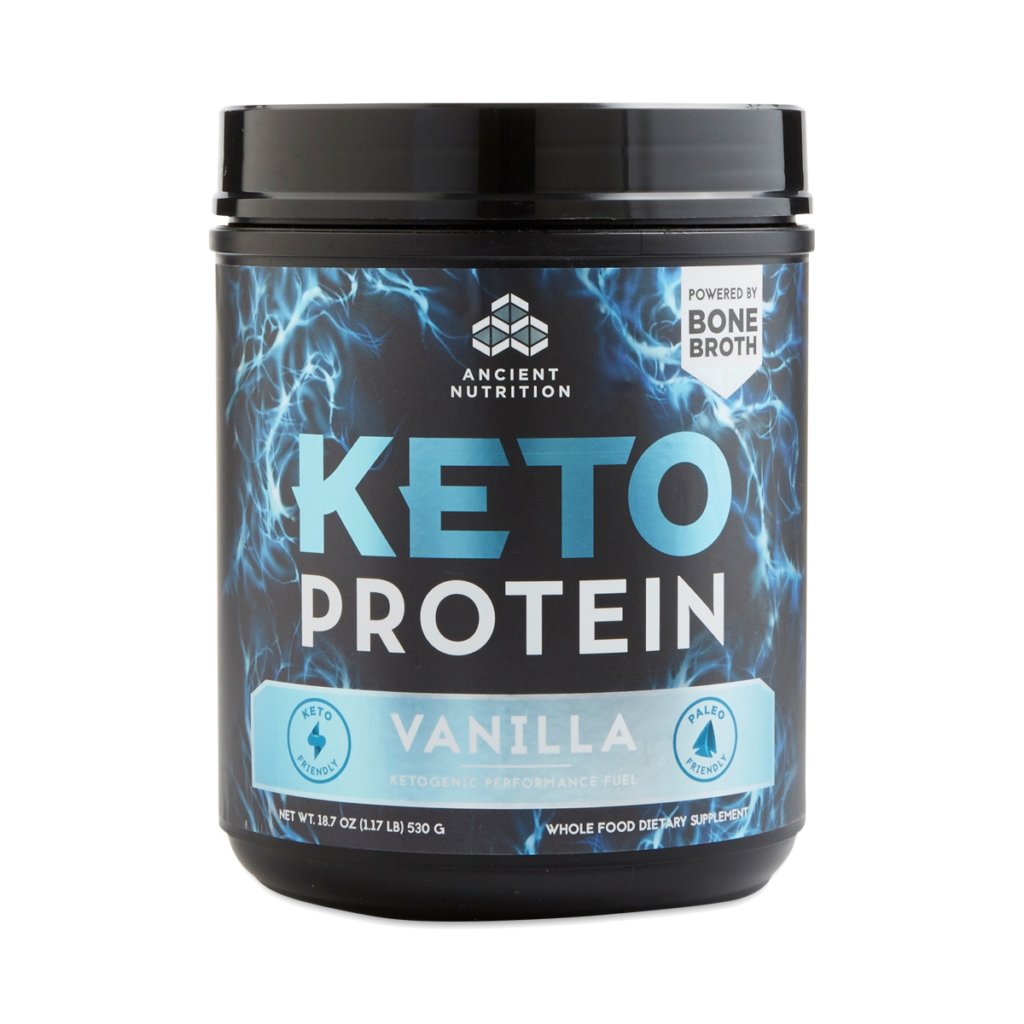 POWERED BY
BONE
BROTH
ANCIENT
NUTRITION
KETO
PROTEIN
KETO
FRIENDLY
VANILLA
KETOGENIC PERFORMANCE FUEL
PALEO
FRIENDLY
NET WT. 18.7 OZ (1.17 LB) 530 G
WHOLE FOOD DIETARY SUPPLEMENT